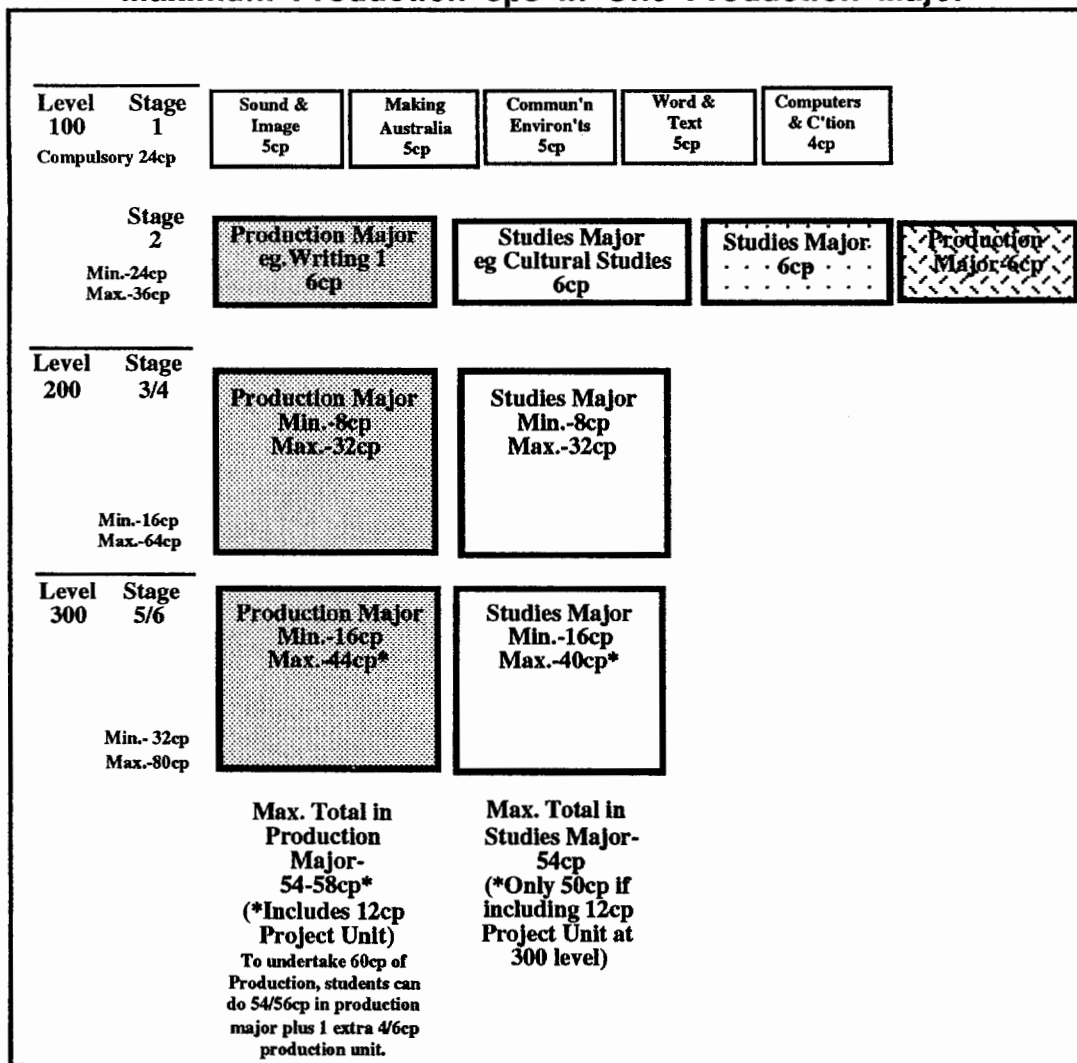 Maximum Production cps in One Production Major
Level Stage
100 1
Compulsory 24cp
Sound &
Image
5cp
Making
Australia
5cp
Commun'n
Environ'ts
5cp
Word &
Text
5cp
Computers
& C'tion
4cp
Stage
2
Min.-24cp
Max.-36cp
Production Major
eg.Writing 1
6cp
Studies Major
eg Cultural Studies
6cp
Studies Major
6cp
Production
Major-6cp
Level Stage
200 3/4
Min.-16cp
Max.-64cp
Production Major
Min.-8cp
Max.-32cp
Studies Major
Min.-8cp
Max.-32cp
Level Stage
300 5/6
Min.- 32cp
Max.-80cp
Production Major
Min.-16cp
Max.-44cp*
Studies Major
Min.-16cp
Max.-40cp*
Max. Total in
Production
Major-
54-58cp*
(*Includes 12cp
Project Unit)
To undertake 60cp of
Production, students can
do 54/56cp in production
major plus 1 extra 4/6cp
production unit.
Max. Total in
Studies Major-
54cp
(*Only 50cp if
including 12cp
Project Unit at
300 level)